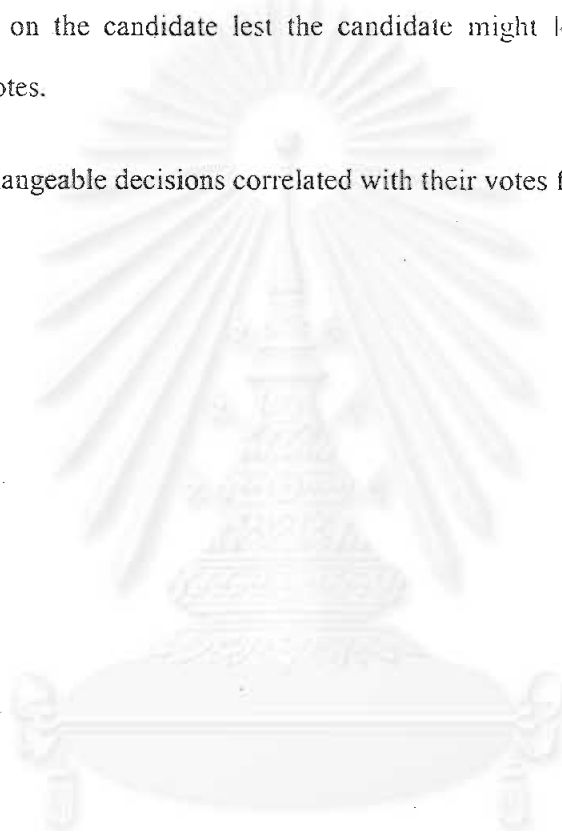 on the candidate lest the candidate might
otes.
angeable decisions correlated with their votes